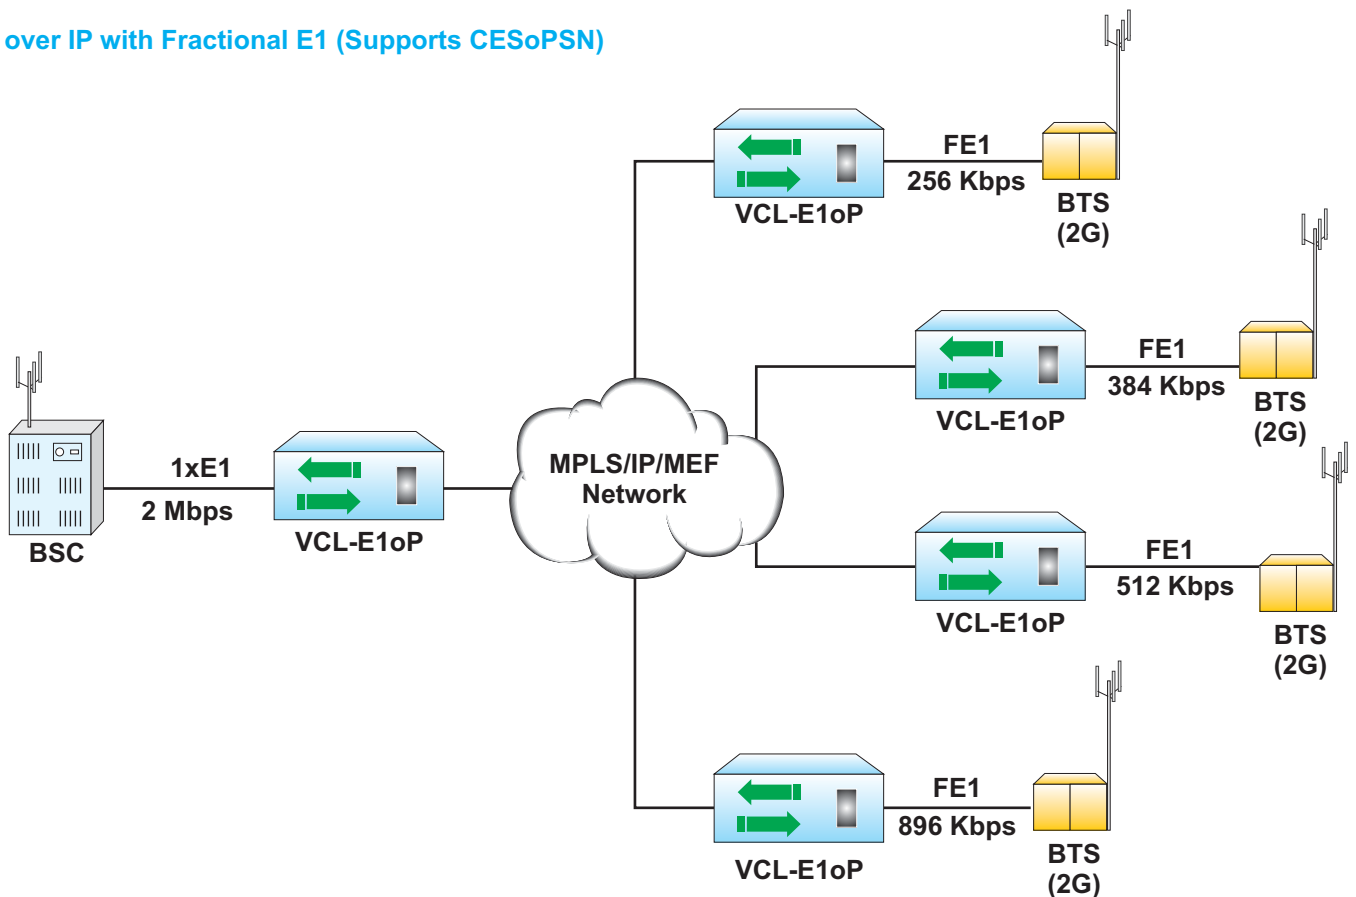 over IP with Fractional E1 (Supports CESoPSN)
FE1
256 Kbps
VCL-E1oP
BTS
(2G)
FE1
384 Kbps
VCL-E1oP
BTS
(2G)
1xE1
2 Mbps
BSC
VCL-E1oP
MPLS/IP/MEF
Network
FE1
512 Kbps
VCL-E1oP
BTS
(2G)
FE1
896 Kbps
VCL-E1oP
BTS
(2G)